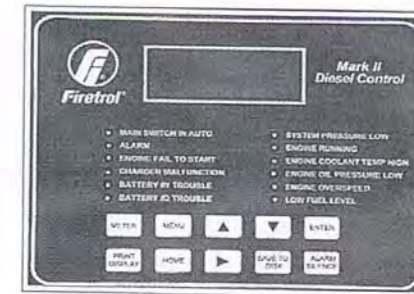 Firetrol®
Mark II
Diesel Control
MAIN SWITCH IN AUTO
ALARM
ENGINE FAIL TO START
CHARGER MALFUNCTION
BATTERY #1 TROUBLE
BATTERY #2 TROUBLE
SYSTEM PRESSURE LOW
ENGINE RUNNING
ENGINE COOLANT TEMP HIGH
ENGINE OIL PRESSURE LOW
ENGINE OVERSPEED
LOW FUEL LEVEL
METER
MENU
ENTER
PRINT
DISPLAY
HOME
SAVE TO
DISK
ALARM
SILENCE